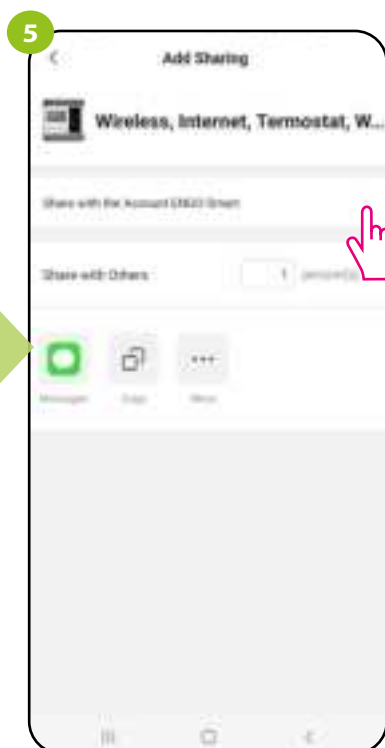 5
Add Sharing
Wireless, Internet, Termostat, W...
Share with the Account ENGO Smart
Share with Others 1 person(s)
Messages Copy More